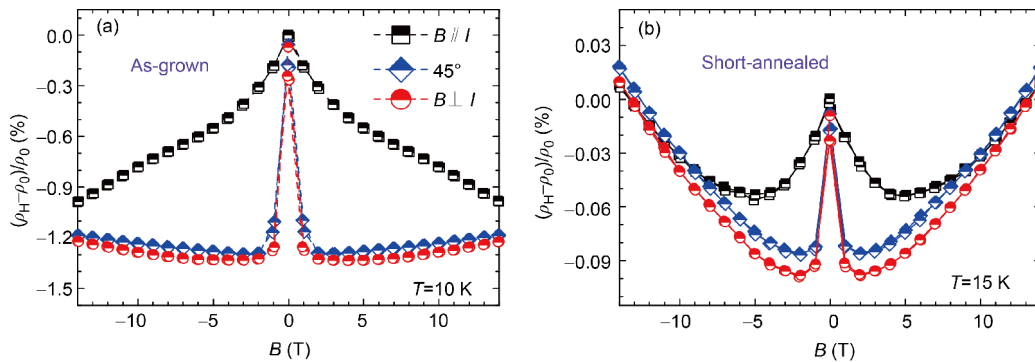 (a)
As-grown
B // I
45°
B⊥ I
T=10 K
(ρH−ρ0)/ρ0 (%)
0.0
−0.3
−0.6
−0.9
−1.2
−1.5
−10
−5
0
5
10
B (T)
(b)
Short-annealed
T=15 K
(ρH−ρ0)/ρ0 (%)
0.03
0.00
−0.03
−0.06
−0.09
−10
−5
0
5
10
B (T)